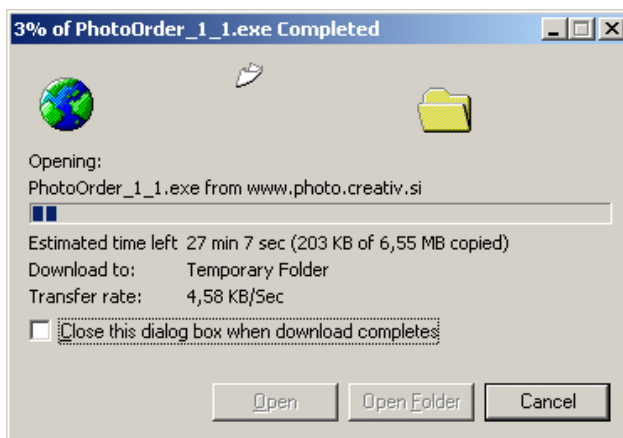 3% of PhotoOrder_1_1.exe Completed
Opening:
PhotoOrder_1_1.exe from www.photo.creativ.si
Estimated time left 27 min 7 sec (203 KB of 6,55 MB copied)
Download to: Temporary Folder
Transfer rate: 4,58 KB/Sec
Close this dialog box when download completes
Open Open Folder Cancel